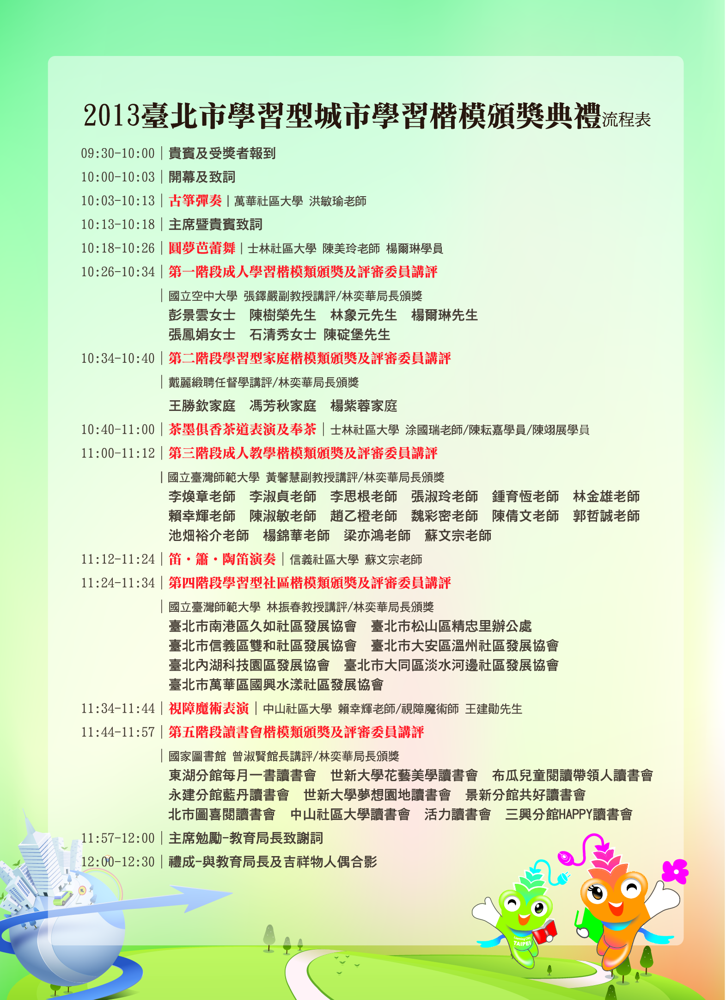 2013臺北市學習型城市學習楷模頒獎典禮流程表
09:30-10:00│貴賓及受獎者報到
10:00-10:03│開幕及致詞
10:03-10:13│古箏彈奏│萬華社區大學 洪敏瑜老師
10:13-10:18│主席暨貴賓致詞
10:18-10:26│圓夢芭蕾舞│士林社區大學 陳美玲老師 楊爾琳學員
10:26-10:34│第一階段成人學習楷模類頒獎及評審委員講評
│國立空中大學 張鐸嚴副教授講評/林奕華局長頒獎
彭景雲女士　陳樹榮先生　林象元先生　楊爾琳先生
張鳳娟女士　石清秀女士 陳碇堡先生
10:34-10:40│第二階段學習型家庭楷模類頒獎及評審委員講評
│戴麗緞聘任督學講評/林奕華局長頒獎
王勝欽家庭　馮芳秋家庭　楊紫蓉家庭
10:40-11:00│茶墨俱香茶道表演及奉茶│士林社區大學 涂國瑞老師/陳耘嘉學員/陳翊展學員
11:00-11:12│第三階段成人教學楷模類頒獎及評審委員講評
│國立臺灣師範大學 黃馨慧副教授講評/林奕華局長頒獎
李煥章老師　李淑貞老師　李思根老師　張淑玲老師　鍾育恆老師　林金雄老師
賴幸輝老師　陳淑敏老師　趙乙橙老師　魏彩密老師　陳倩文老師　郭哲誠老師
池畑裕介老師　楊錦華老師　梁亦鴻老師　蘇文宗老師
11:12-11:24│笛・簫・陶笛演奏│信義社區大學 蘇文宗老師
11:24-11:34│第四階段學習型社區楷模類頒獎及評審委員講評
│國立臺灣師範大學 林振春教授講評/林奕華局長頒獎
臺北市南港區久如社區發展協會　臺北市松山區精忠里辦公處
臺北市信義區雙和社區發展協會　臺北市大安區溫州社區發展協會
臺北內湖科技園區發展協會　臺北市大同區淡水河邊社區發展協會
臺北市萬華區國興水漾社區發展協會
11:34-11:44│視障魔術表演│中山社區大學 賴幸輝老師/視障魔術師 王建勛先生
11:44-11:57│第五階段讀書會楷模類頒獎及評審委員講評
│國家圖書館 曾淑賢館長講評/林奕華局長頒獎
東湖分館每月一書讀書會　世新大學花藝美學讀書會　布瓜兒童閱讀帶領人讀書會
永建分館藍丹讀書會　世新大學夢想園地讀書會　景新分館共好讀書會
北市圖喜閱讀書會　中山社區大學讀書會　活力讀書會　三興分館HAPPY讀書會
11:57-12:00│主席勉勵-教育局長致謝詞
12:00-12:30│禮成-與教育局長及吉祥物人偶合影
Learning City
TAIPEI